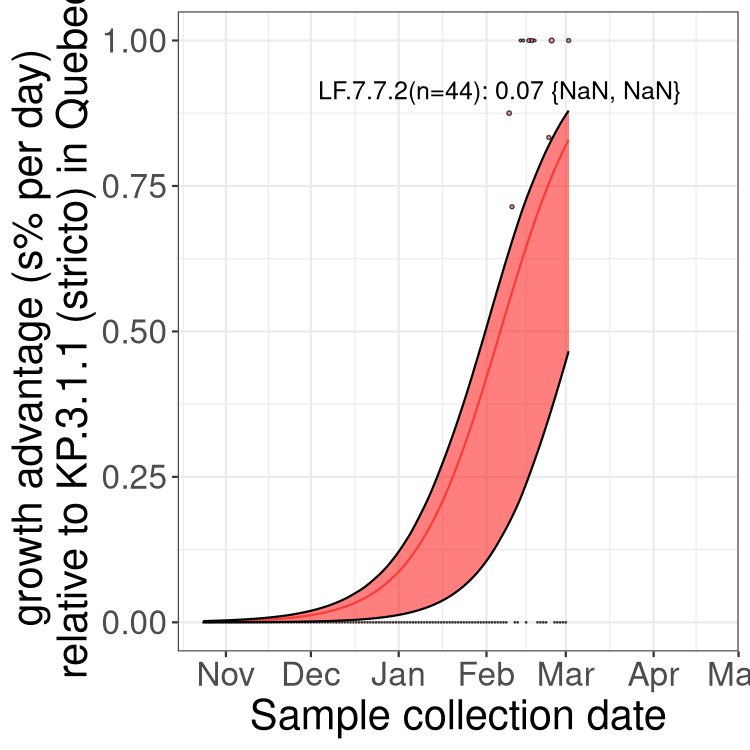 growth advantage (s% per day)
relative to KP.3.1.1 (stricto) in Quebec
1.00
0.75
0.50
0.25
0.00
LF.7.7.2(n=44): 0.07 {NaN, NaN}
Nov Dec Jan Feb Mar Apr Ma
Sample collection date